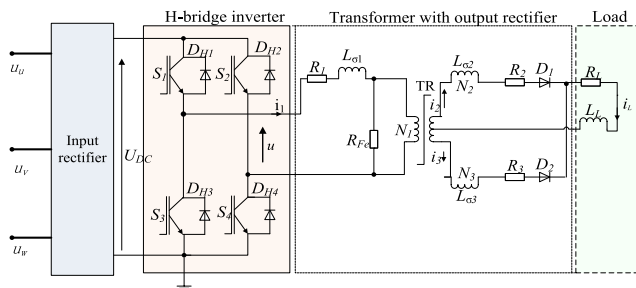 H-bridge inverter
Transformer with output rectifier
Load
u_U
u_V
u_W
Input
rectifier
U_DC
S_1
D_H1
S_2
D_H2
S_3
D_H3
S_4
D_H4
i_1
u
R_1
L_σ1
R_Fe
N_1
TR
i_2
i_3
L_σ2
N_2
R_2
D_1
N_3
L_σ3
R_3
D_2
R_L
L_L
i_L